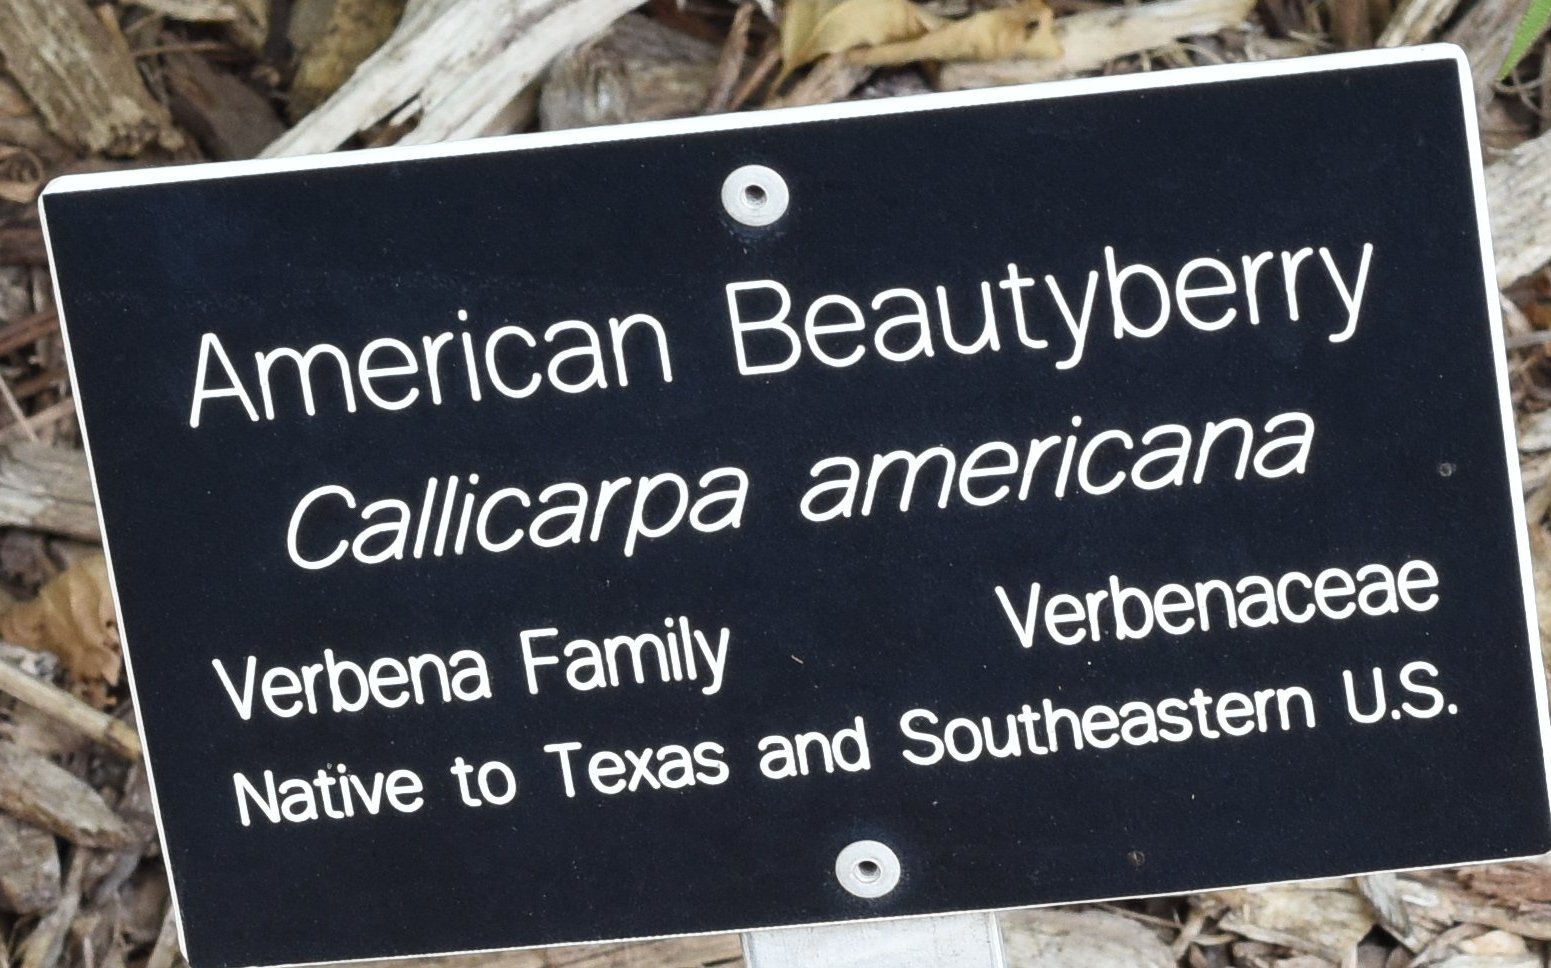 American Beautyberry
Callicarpa americana
Verbena Family Verbenaceae
Native to Texas and Southeastern U.S.